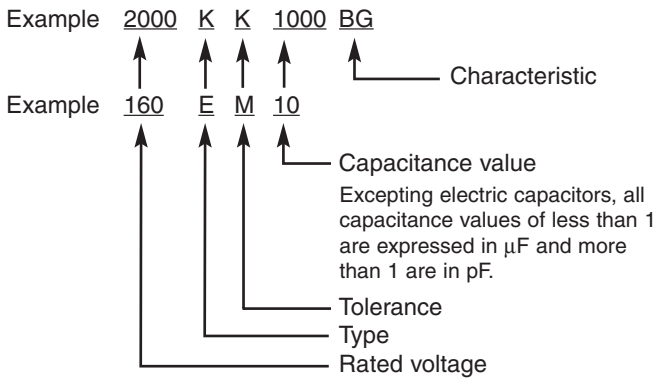 Example 2000 K K 1000 BG
Characteristic
Example 160 E M 10
Capacitance value
Excepting electric capacitors, all
capacitance values of less than 1
are expressed in μF and more
than 1 are in pF.
Tolerance
Type
Rated voltage